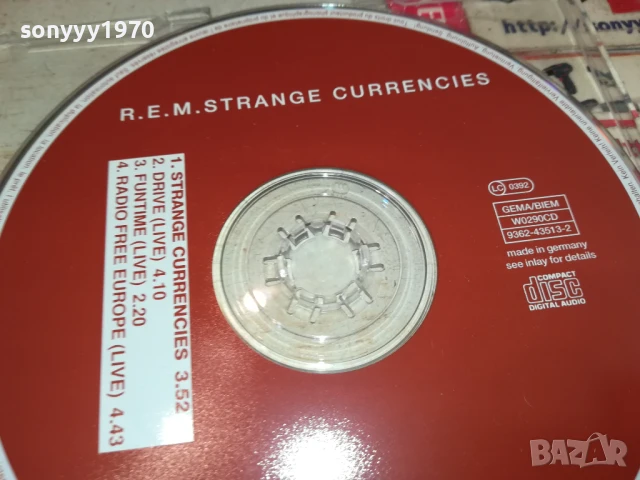 sonyyy1970
http://
R.E.M. STRANGE CURRENCIES
1. STRANGE CURRENCIES 3.52
2. DRIVE (LIVE) 4.10
3. FUNTIME (LIVE) 2.20
4. RADIO FREE EUROPE (LIVE) 4.43
LC 0392
GEMA/BIEM
W0290CD
9362-43513-2
made in germany
see inlay for details
COMPACT
disc
DIGITAL AUDIO
BAZAR